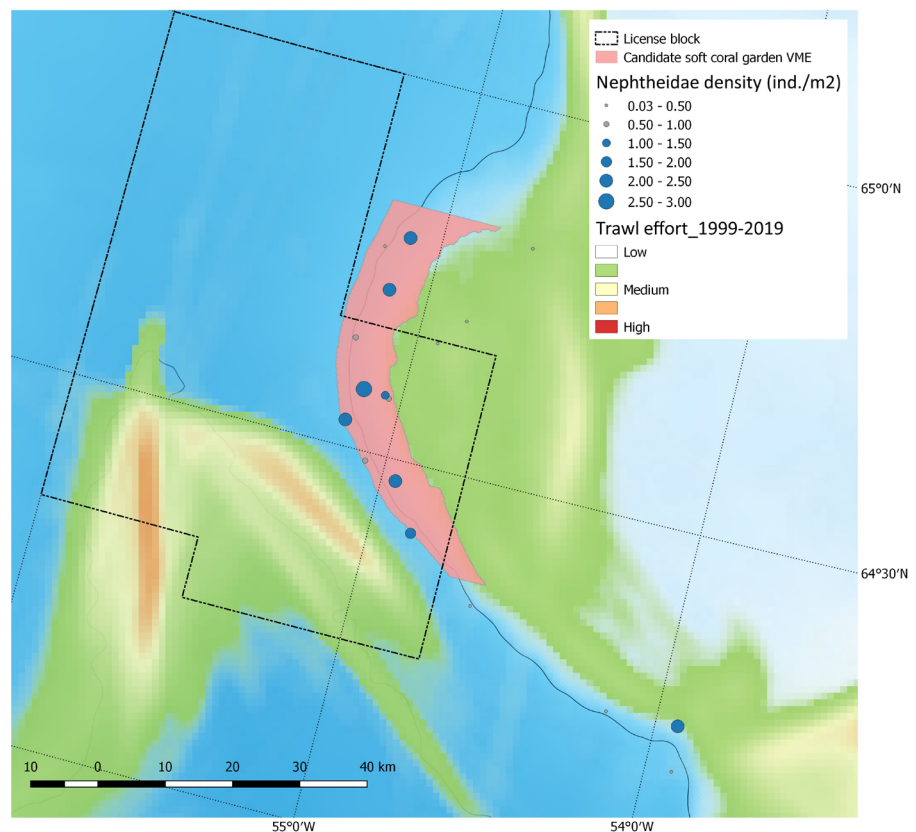 License block
Candidate soft coral garden VME
Nephtheidae density (ind./m2)
0.03 - 0.50
0.50 - 1.00
1.00 - 1.50
1.50 - 2.00
2.00 - 2.50
2.50 - 3.00
Trawl effort_1999-2019
Low
Medium
High
65°0′N
64°30′N
10 0 10 20 30 40 km
55°0′W
54°0′W